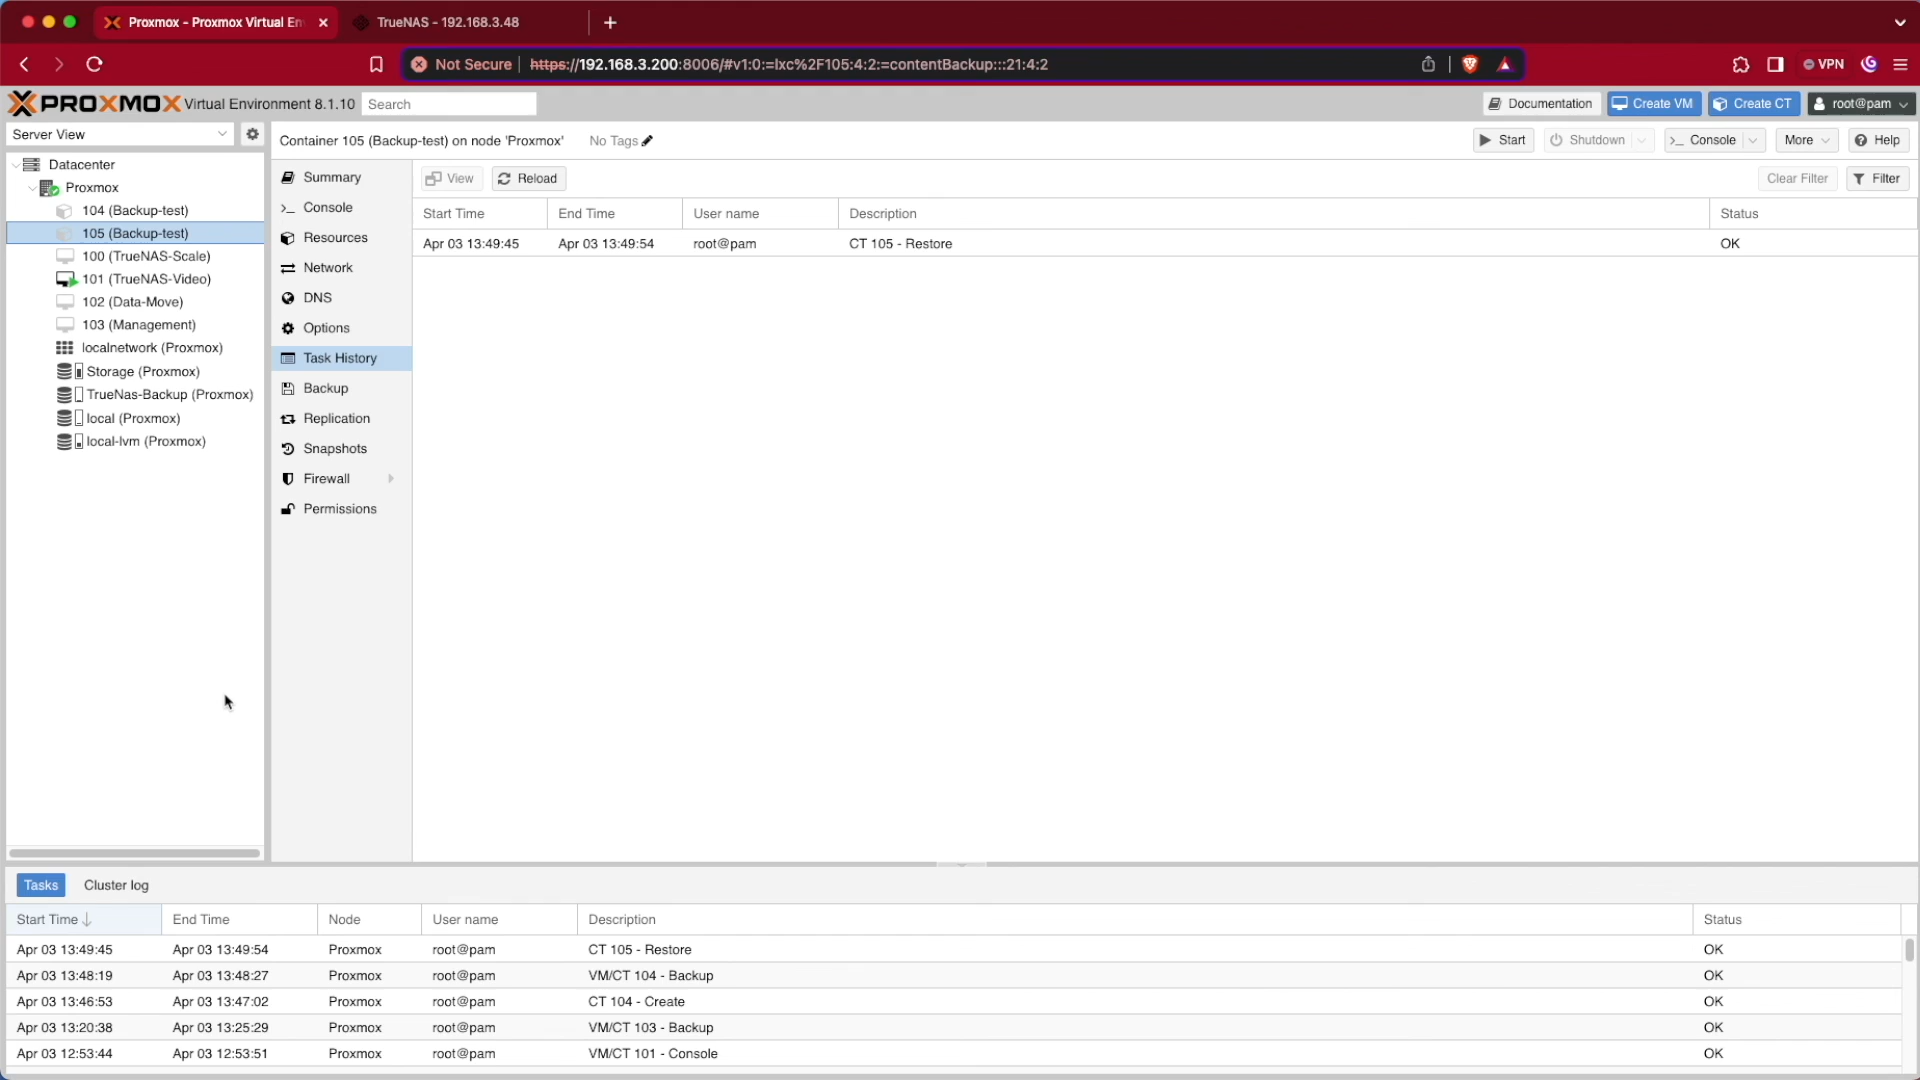 Proxmox - Proxmox Virtual En
TrueNAS - 192.168.3.48
Not Secure https://192.168.3.200:8006/#v1:0:=lxc%2F105:4:2:=contentBackup:::21:4:2
VPN
PROXMOX Virtual Environment 8.1.10 Search
Documentation Create VM Create CT root@pam
Server View
Container 105 (Backup-test) on node 'Proxmox' No Tags
Start Shutdown Console More Help
Datacenter
Proxmox
104 (Backup-test)
105 (Backup-test)
100 (TrueNAS-Scale)
101 (TrueNAS-Video)
102 (Data-Move)
103 (Management)
localnetwork (Proxmox)
Storage (Proxmox)
TrueNas-Backup (Proxmox)
local (Proxmox)
local-lvm (Proxmox)
Summary
Console
Resources
Network
DNS
Options
Task History
Backup
Replication
Snapshots
Firewall
Permissions
View Reload Clear Filter Filter
Start Time End Time User name Description Status
Apr 03 13:49:45 Apr 03 13:49:54 root@pam CT 105 - Restore OK
Tasks Cluster log
Start Time End Time Node User name Description Status
Apr 03 13:49:45 Apr 03 13:49:54 Proxmox root@pam CT 105 - Restore OK
Apr 03 13:48:19 Apr 03 13:48:27 Proxmox root@pam VM/CT 104 - Backup OK
Apr 03 13:46:53 Apr 03 13:47:02 Proxmox root@pam CT 104 - Create OK
Apr 03 13:20:38 Apr 03 13:25:29 Proxmox root@pam VM/CT 103 - Backup OK
Apr 03 12:53:44 Apr 03 12:53:51 Proxmox root@pam VM/CT 101 - Console OK